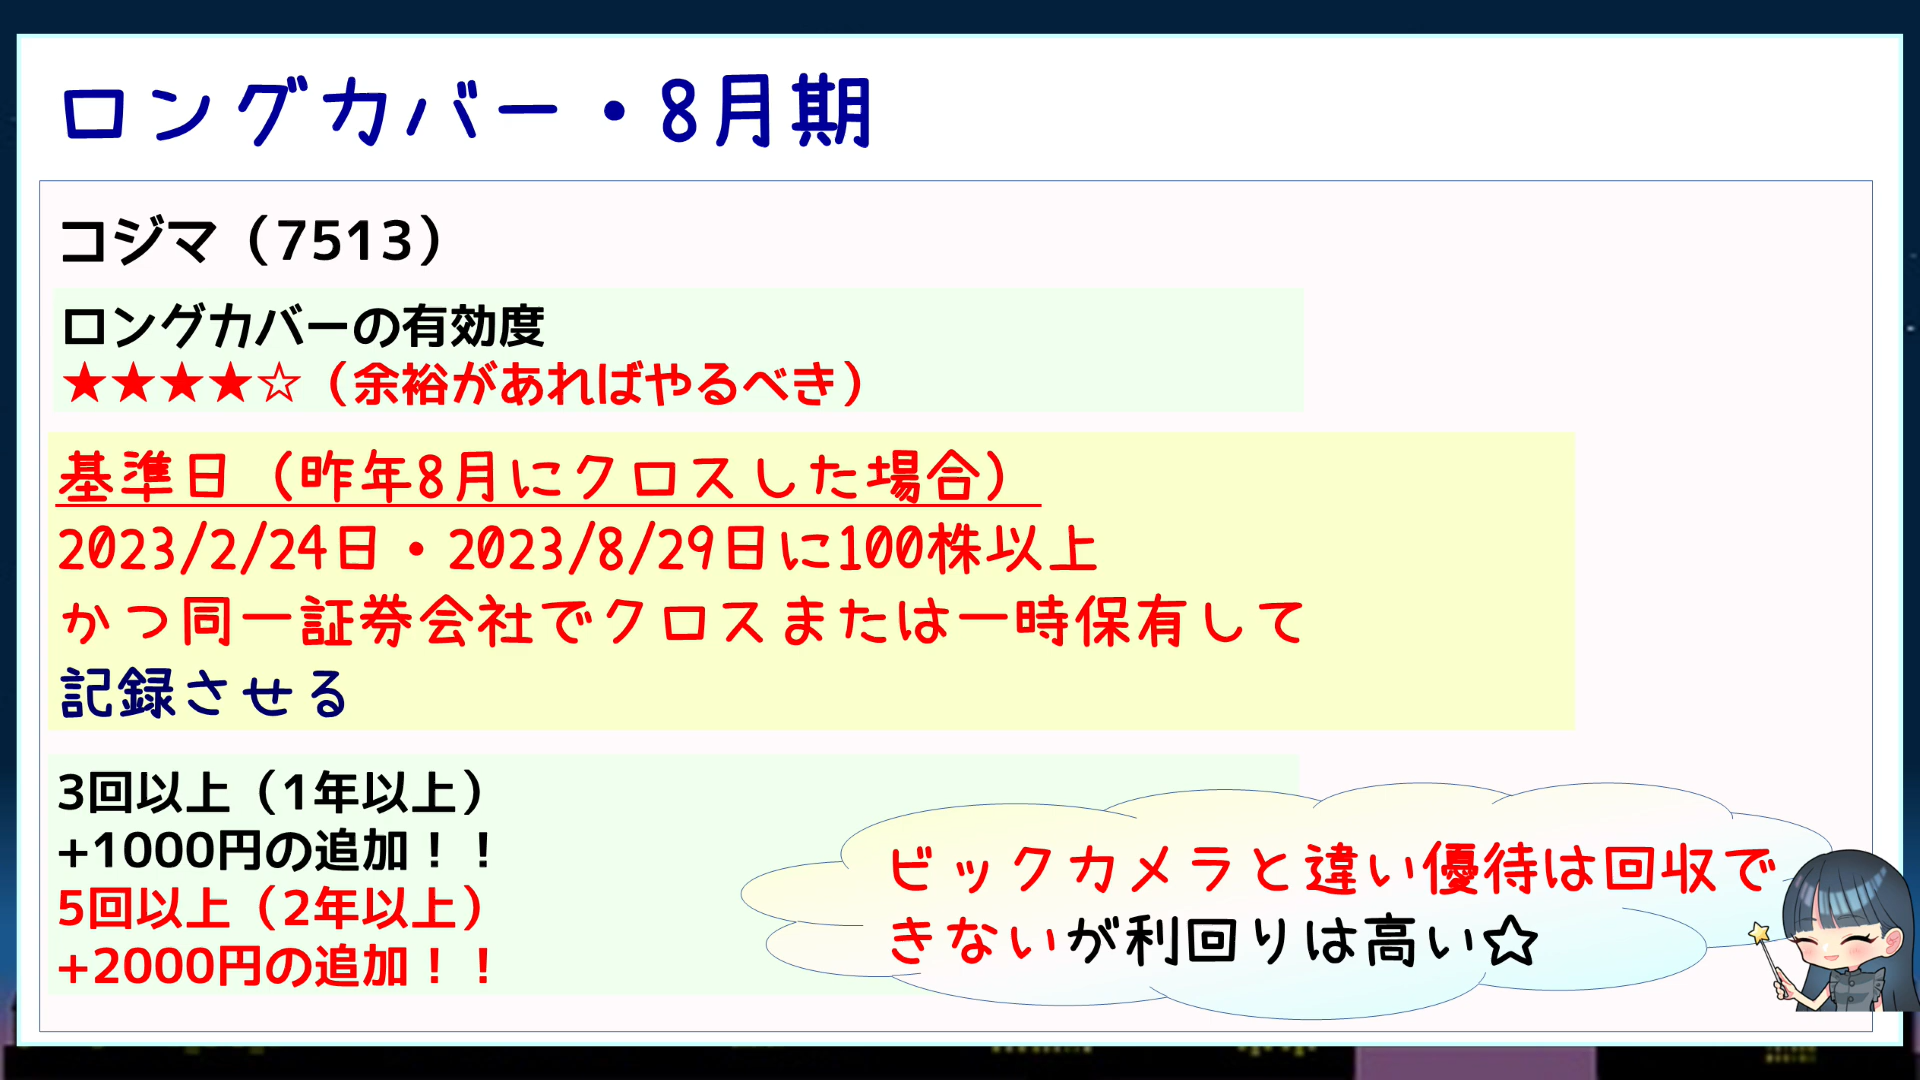 ロングカバー・8月期
コジマ（7513）
ロングカバーの有効度
★★★★☆（余裕があればやるべき）
基準日（昨年8月にクロスした場合）
2023/2/24日・2023/8/29日に100株以上
かつ同一証券会社でクロスまたは一時保有して
記録させる
3回以上（1年以上）
+1000円の追加！！
5回以上（2年以上）
+2000円の追加！！
ビックカメラと違い優待は回収で
きないが利回りは高い☆